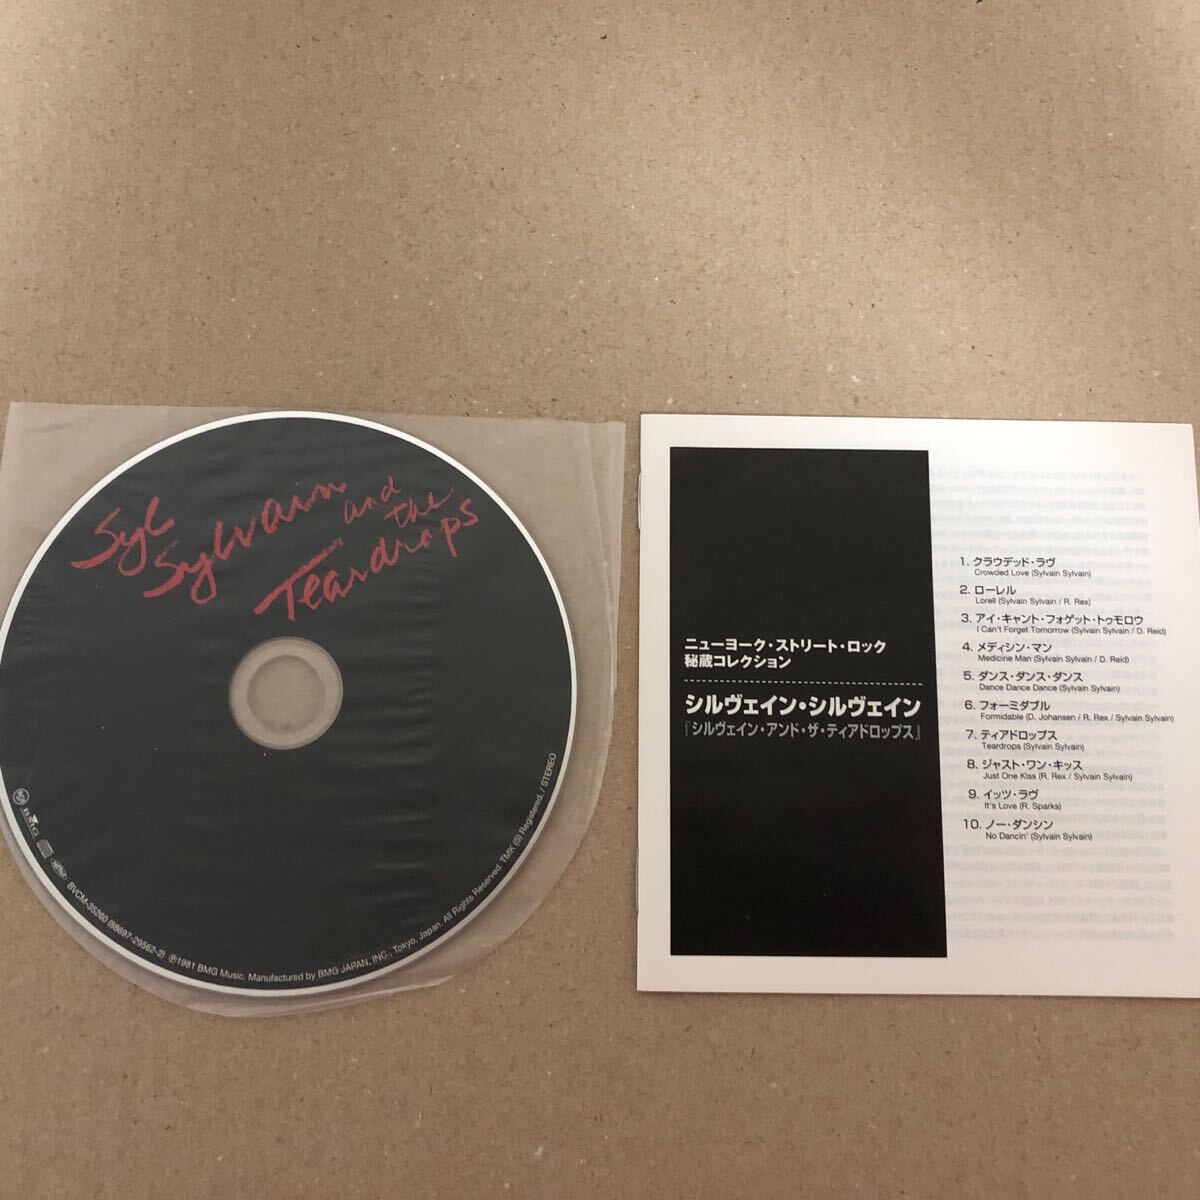 Syl
Sylvain
and
the
Teardrops
BMG
BVCM-35260 (88697-29562-2) ℗1981 BMG Music. Manufactured by BMG JAPAN, INC., Tokyo, Japan. All Rights Reserved. TMK (S) Registered. / STEREO
ニューヨーク・ストリート・ロック
秘蔵コレクション
シルヴェイン・シルヴェイン
『シルヴェイン・アンド・ザ・ティアドロップス』
1. クラウデッド・ラヴ
Crowded Love (Sylvain Sylvain)
2. ローレル
Lorell (Sylvain Sylvain / R. Rex)
3. アイ・キャント・フォゲット・トゥモロウ
I Can't Forget Tomorrow (Sylvain Sylvain / D. Reid)
4. メディシン・マン
Medicine Man (Sylvain Sylvain / D. Reid)
5. ダンス・ダンス・ダンス
Dance Dance Dance (Sylvain Sylvain)
6. フォーミダブル
Formidable (D. Johansen / R. Rex / Sylvain Sylvain)
7. ティアドロップス
Teardrops (Sylvain Sylvain)
8. ジャスト・ワン・キッス
Just One Kiss (R. Rex / Sylvain Sylvain)
9. イッツ・ラヴ
It's Love (R. Sparks)
10. ノー・ダンシン
No Dancin' (Sylvain Sylvain)